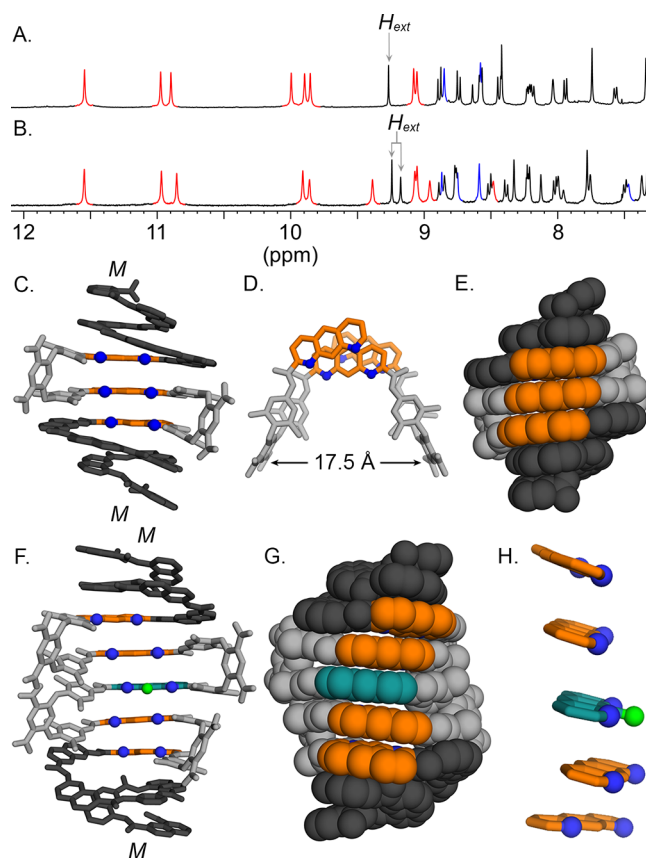 A.
H_ext
B.
H_ext
12 11 10 9 8
(ppm)
C.
M
D.
E.
17.5 Å
M
F.
M
G.
H.
M